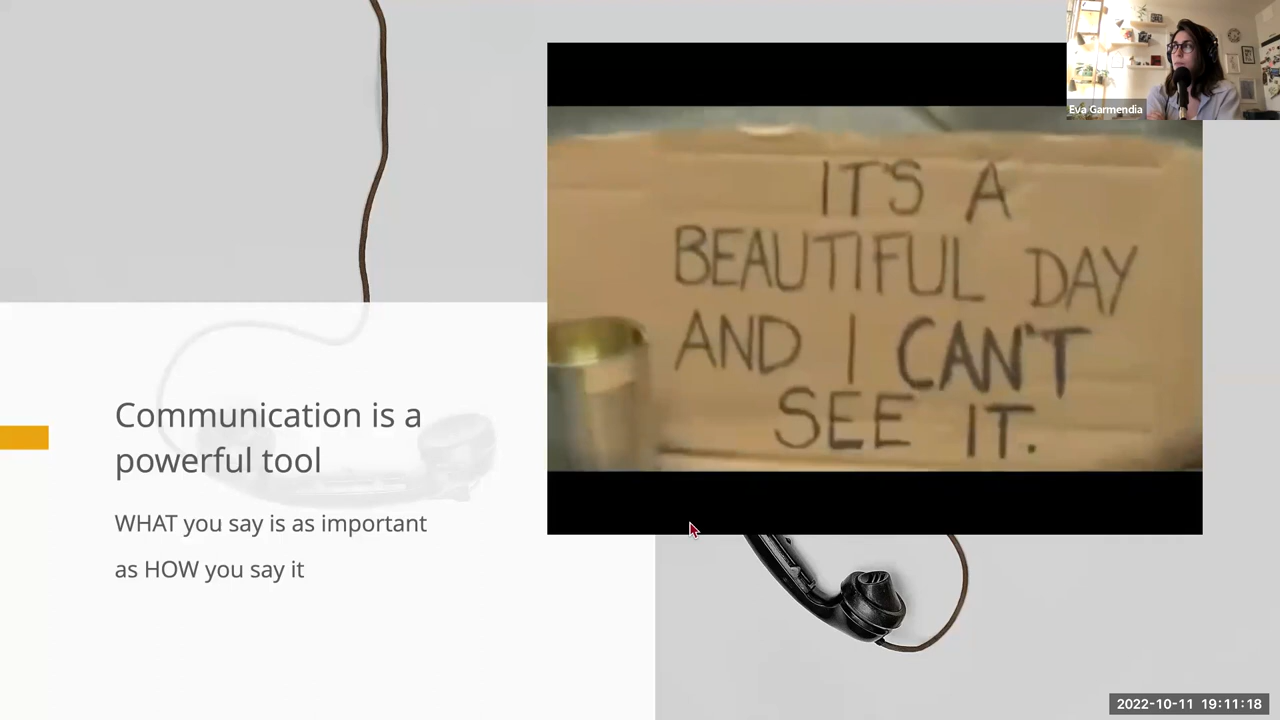 Eva Garmendia
IT'S A
BEAUTIFUL DAY
AND I CAN'T
SEE IT.
Communication is a
powerful tool
WHAT you say is as important
as HOW you say it
2022-10-11 19:11:18